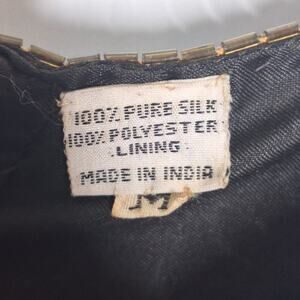 100% PURE SILK
100% POLYESTER
LINING
MADE IN INDIA
M